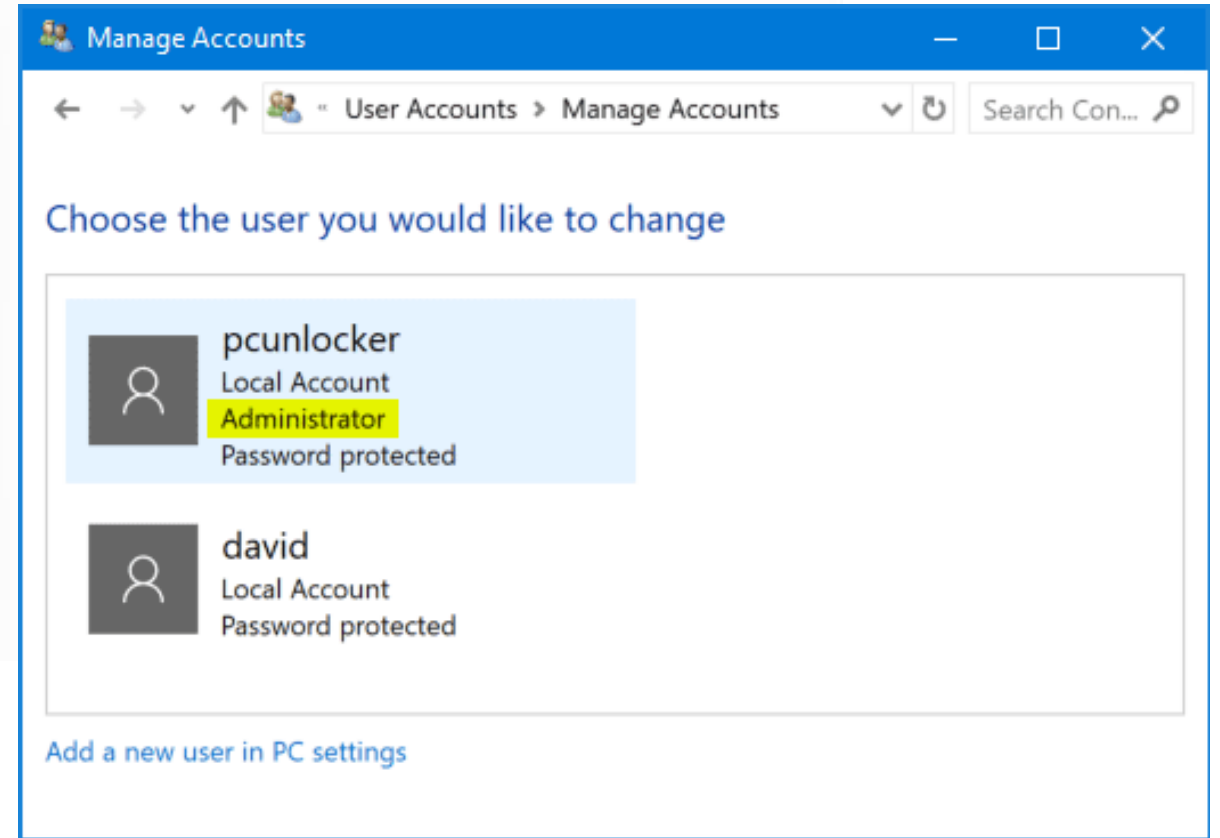 Manage Accounts
« User Accounts > Manage Accounts
Search Con...
Choose the user you would like to change
pcunlocker
Local Account
Administrator
Password protected
david
Local Account
Password protected
Add a new user in PC settings